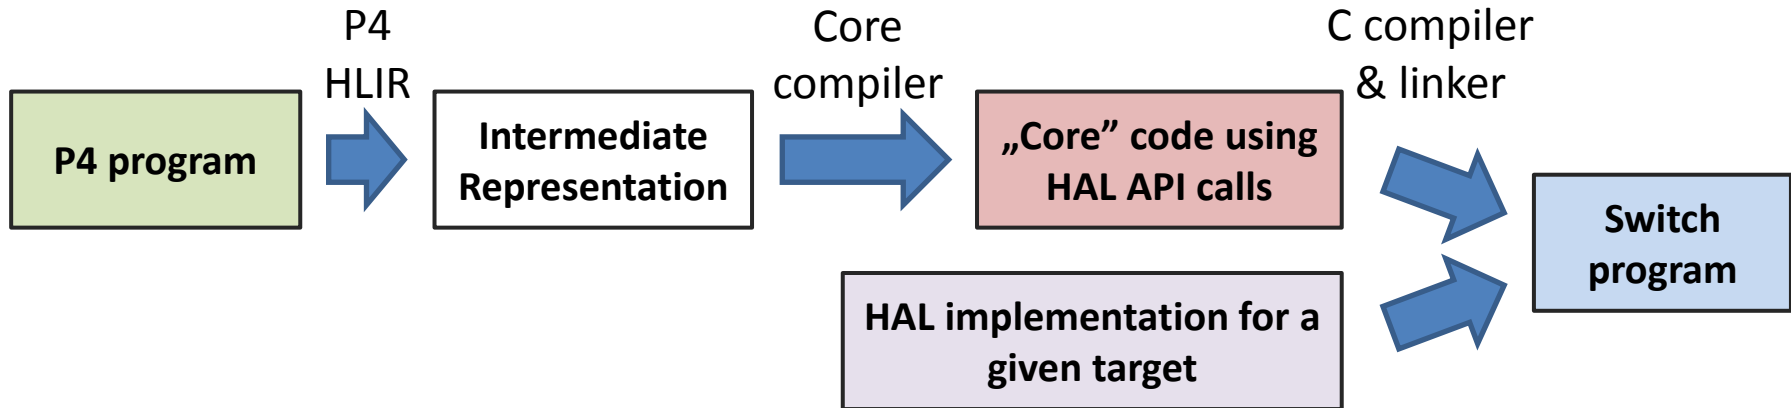 P4
HLIR
Core
compiler
C compiler
& linker
P4 program
Intermediate
Representation
„Core” code using
HAL API calls
Switch
program
HAL implementation for a
given target